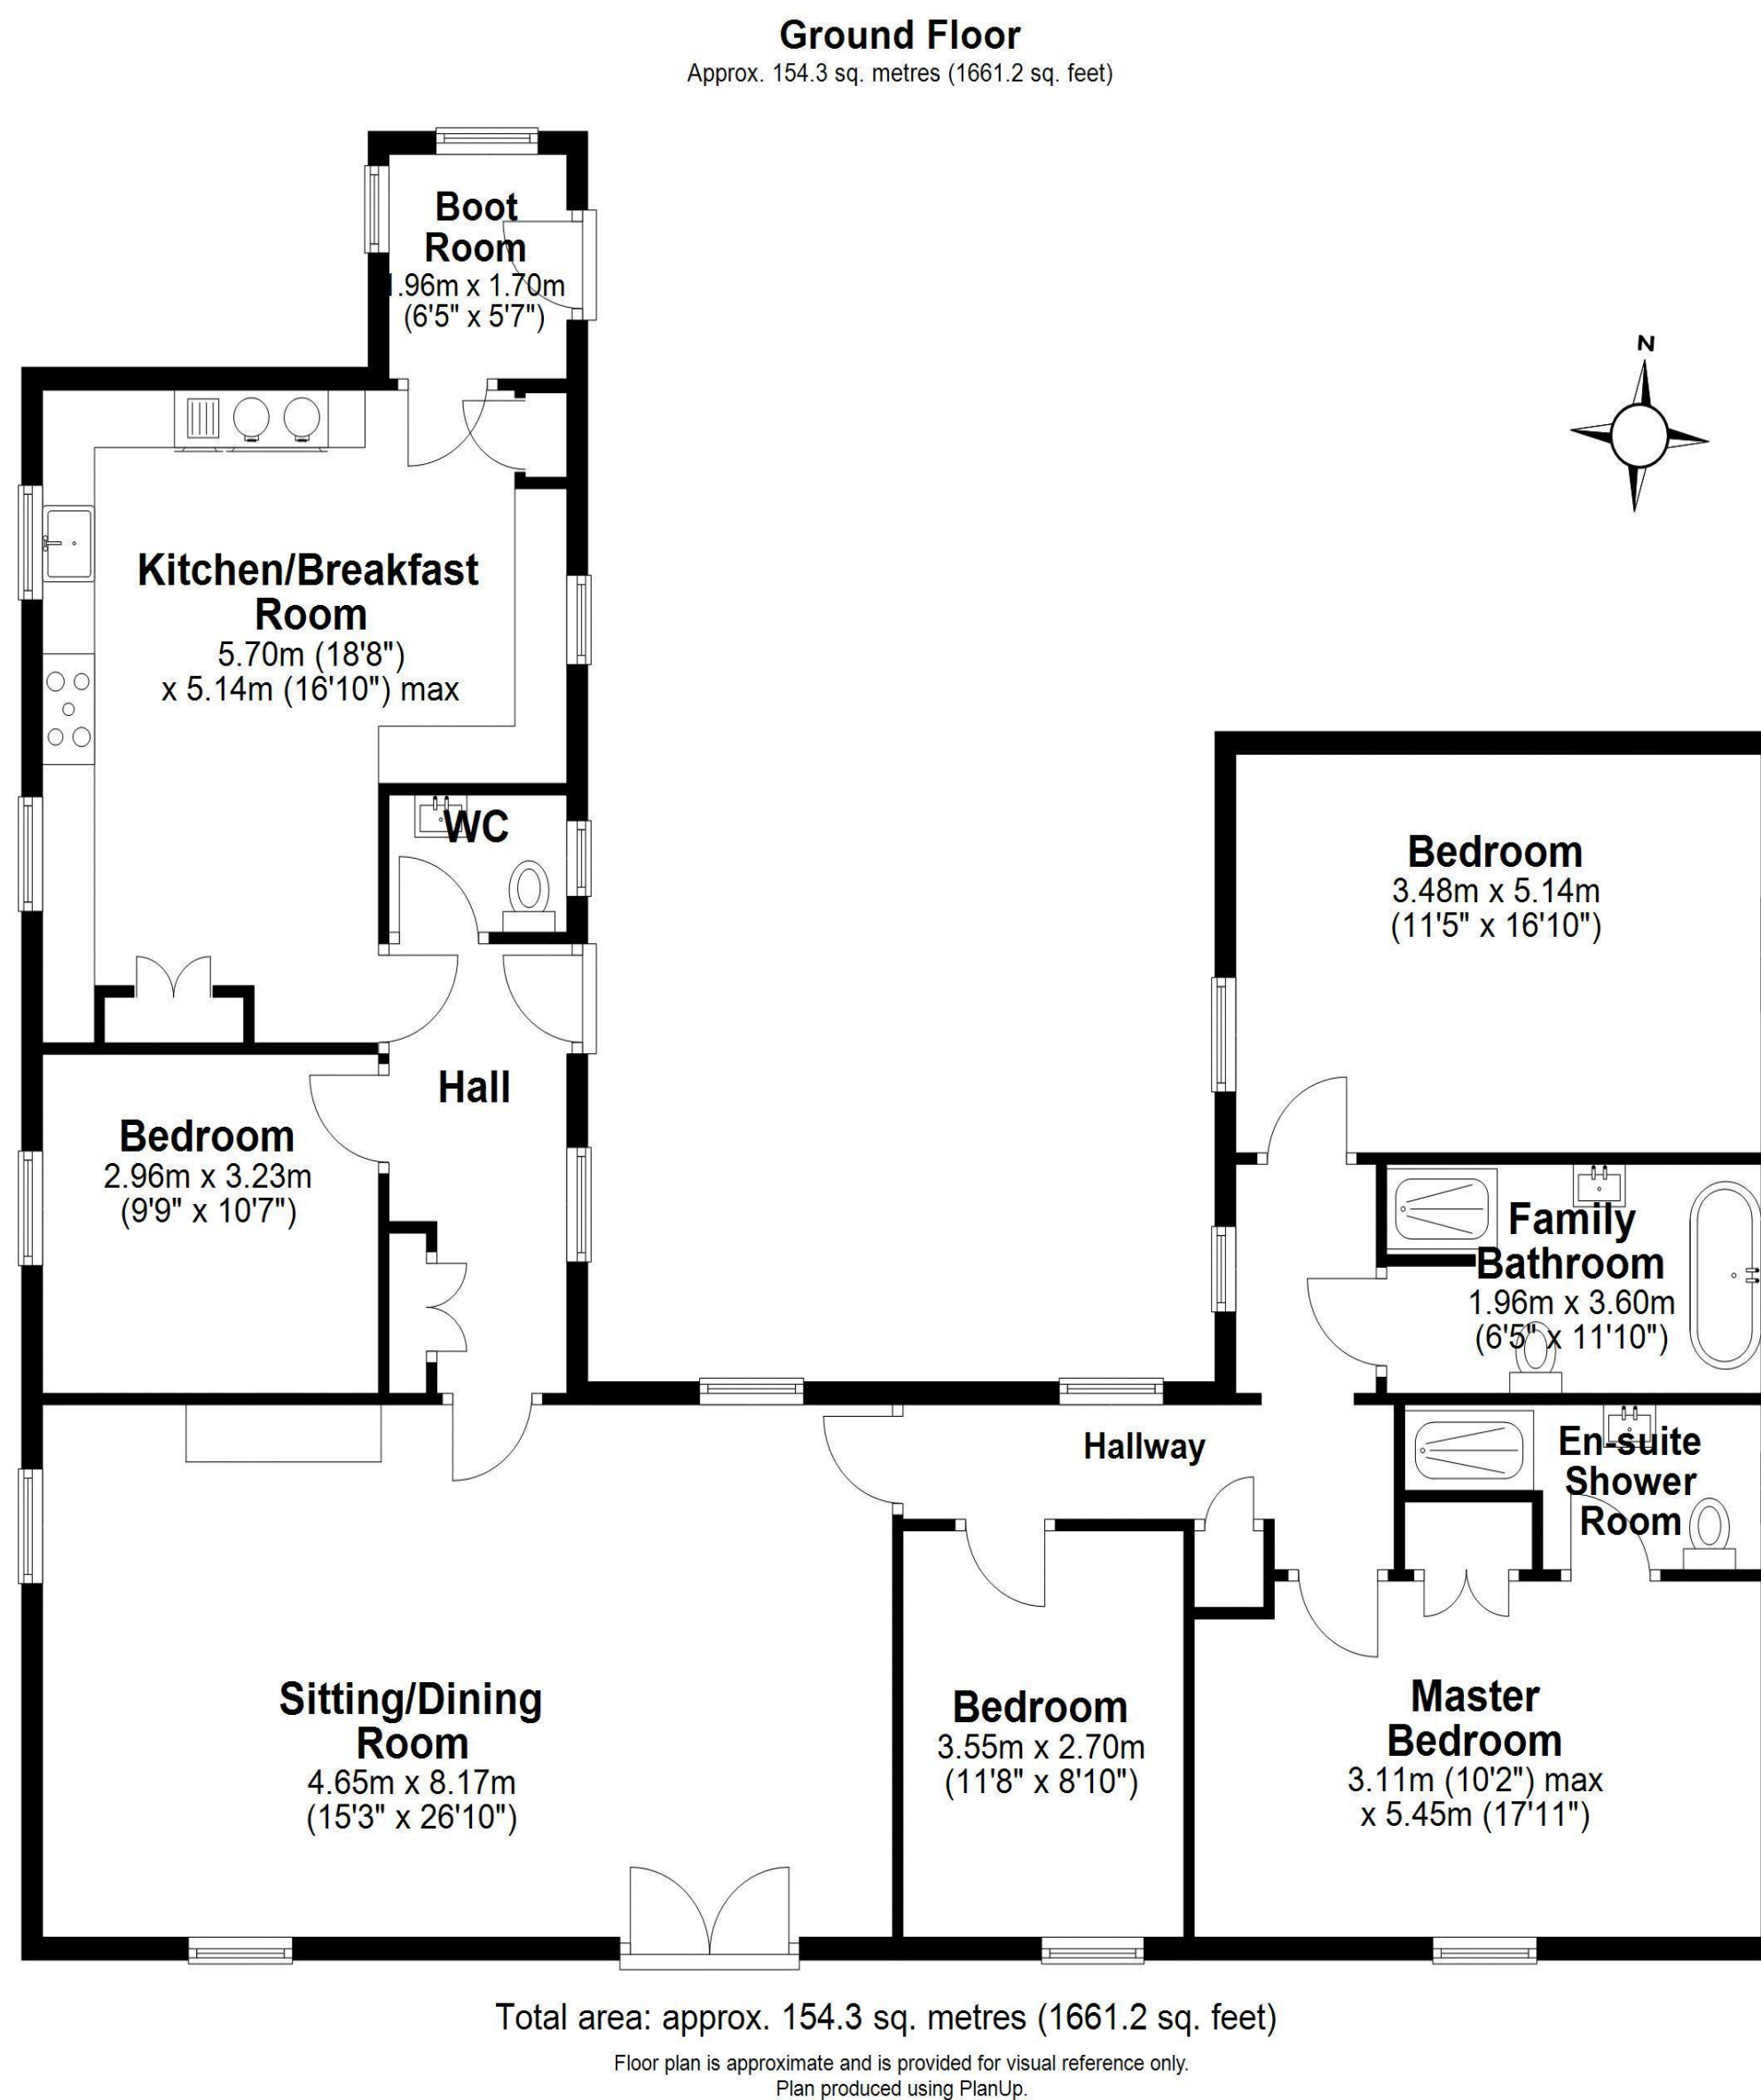 Ground Floor
Approx. 154.3 sq. metres (1661.2 sq. feet)
Boot
Room
1.96m x 1.70m
(6'5" x 5'7")
N
Kitchen/Breakfast
Room
5.70m (18'8")
x 5.14m (16'10") max
WC
Bedroom
3.48m x 5.14m
(11'5" x 16'10")
Hall
Bedroom
2.96m x 3.23m
(9'9" x 10'7")
Family
Bathroom
1.96m x 3.60m
(6'5" x 11'10")
Hallway
En-suite
Shower
Room
Sitting/Dining
Room
4.65m x 8.17m
(15'3" x 26'10")
Bedroom
3.55m x 2.70m
(11'8" x 8'10")
Master
Bedroom
3.11m (10'2") max
x 5.45m (17'11")
Total area: approx. 154.3 sq. metres (1661.2 sq. feet)
Floor plan is approximate and is provided for visual reference only.
Plan produced using PlanUp.